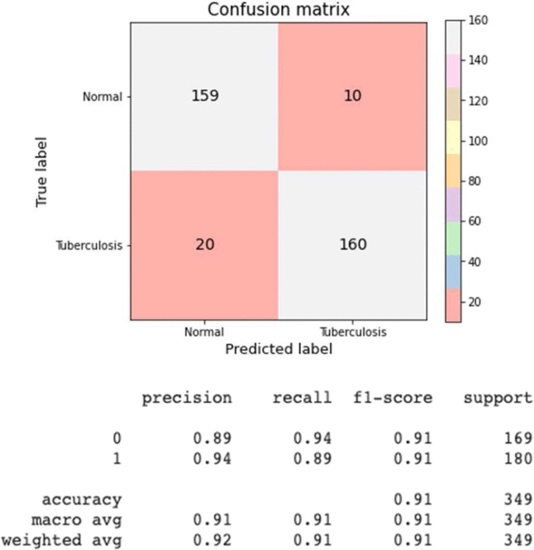 Confusion matrix
160
140
120
100
80
60
40
20
True label
Normal
159
10
Tuberculosis
20
160
Normal
Tuberculosis
Predicted label
precision recall f1-score support
0 0.89 0.94 0.91 169
1 0.94 0.89 0.91 180
accuracy 0.91 349
macro avg 0.91 0.91 0.91 349
weighted avg 0.92 0.91 0.91 349